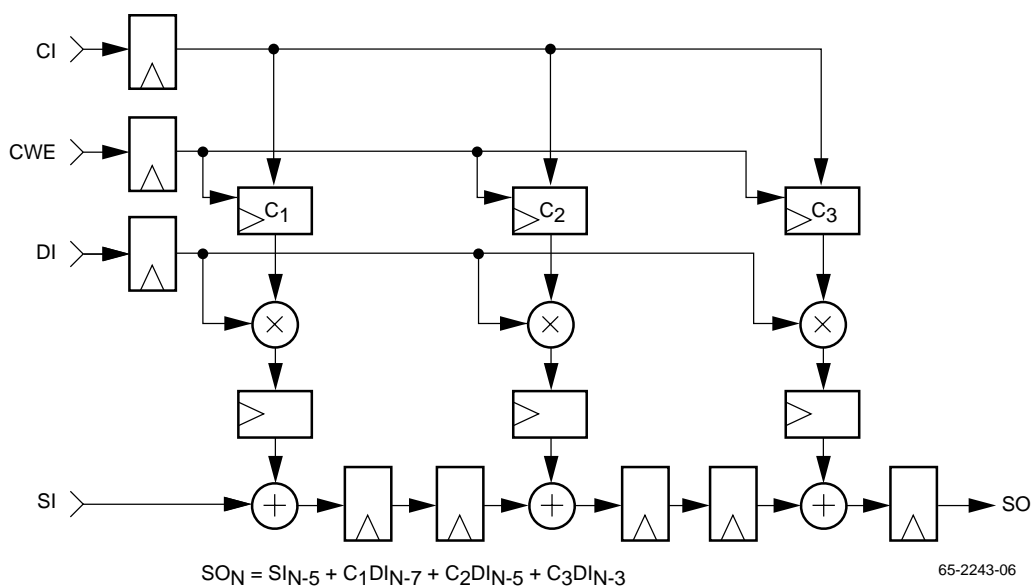 CI
CWE
C1
C2
C3
DI
×
×
×
SI
+
+
+
SO
SON = SIN-5 + C1DIN-7 + C2DIN-5 + C3DIN-3
65-2243-06